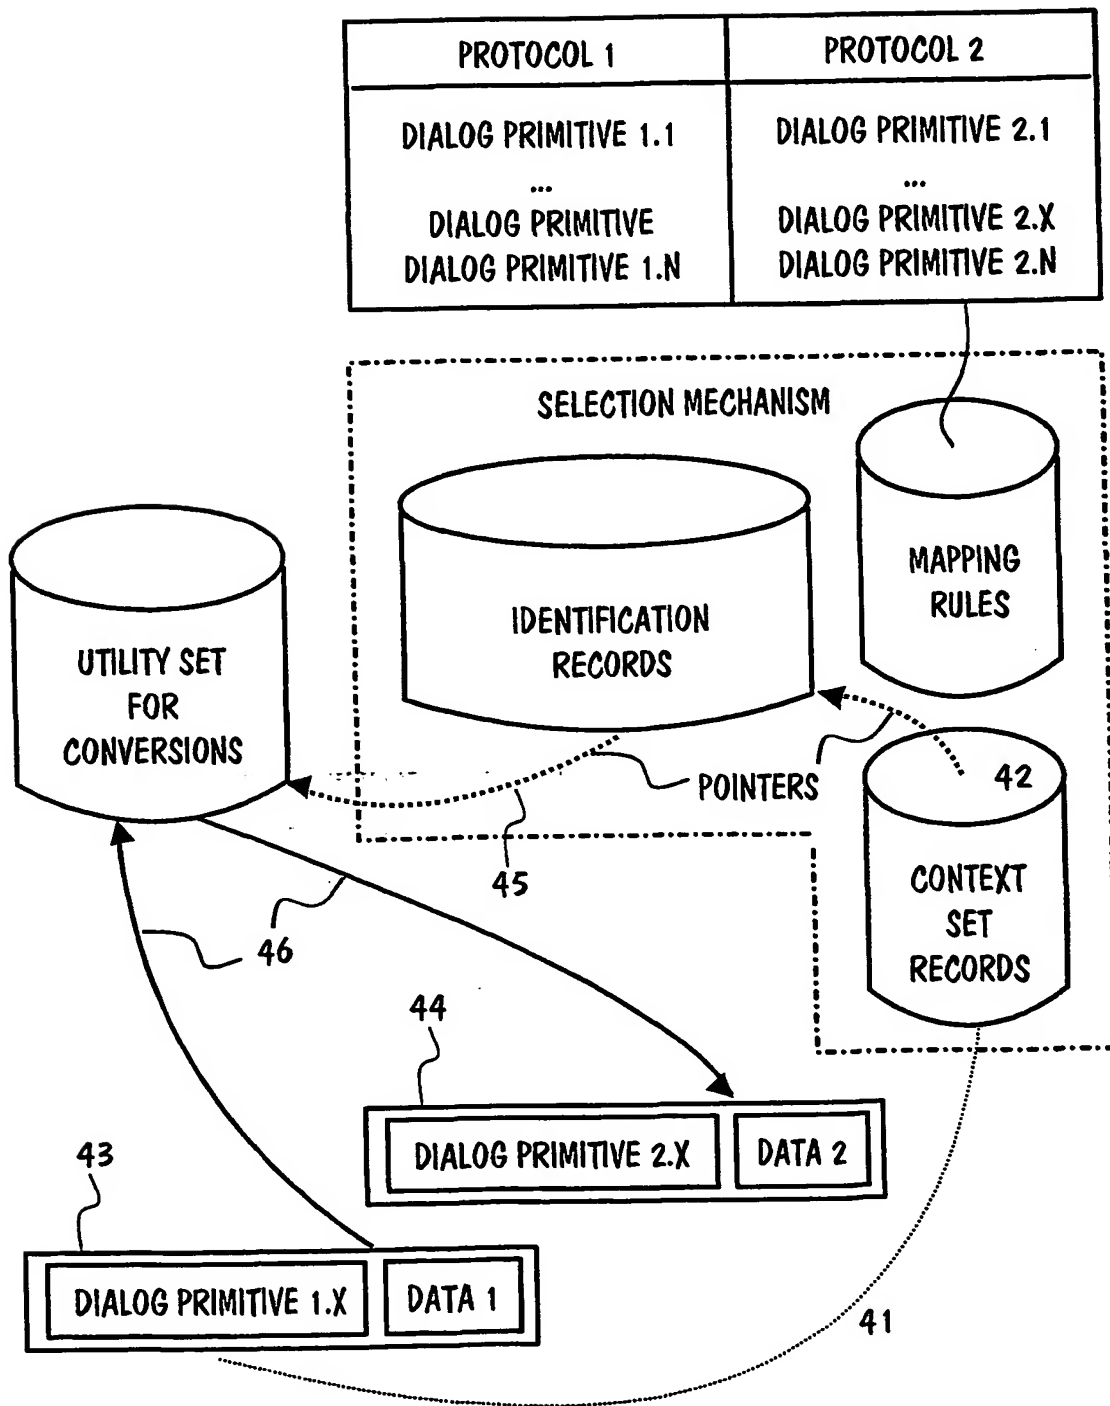 PROTOCOL 1
PROTOCOL 2
DIALOG PRIMITIVE 1.1
...
DIALOG PRIMITIVE
DIALOG PRIMITIVE 1.N
DIALOG PRIMITIVE 2.1
...
DIALOG PRIMITIVE 2.X
DIALOG PRIMITIVE 2.N
SELECTION MECHANISM
MAPPING
RULES
IDENTIFICATION
RECORDS
UTILITY SET
FOR
CONVERSIONS
POINTERS
42
CONTEXT
SET
RECORDS
45
46
44
DIALOG PRIMITIVE 2.X
DATA 2
43
DIALOG PRIMITIVE 1.X
DATA 1
41